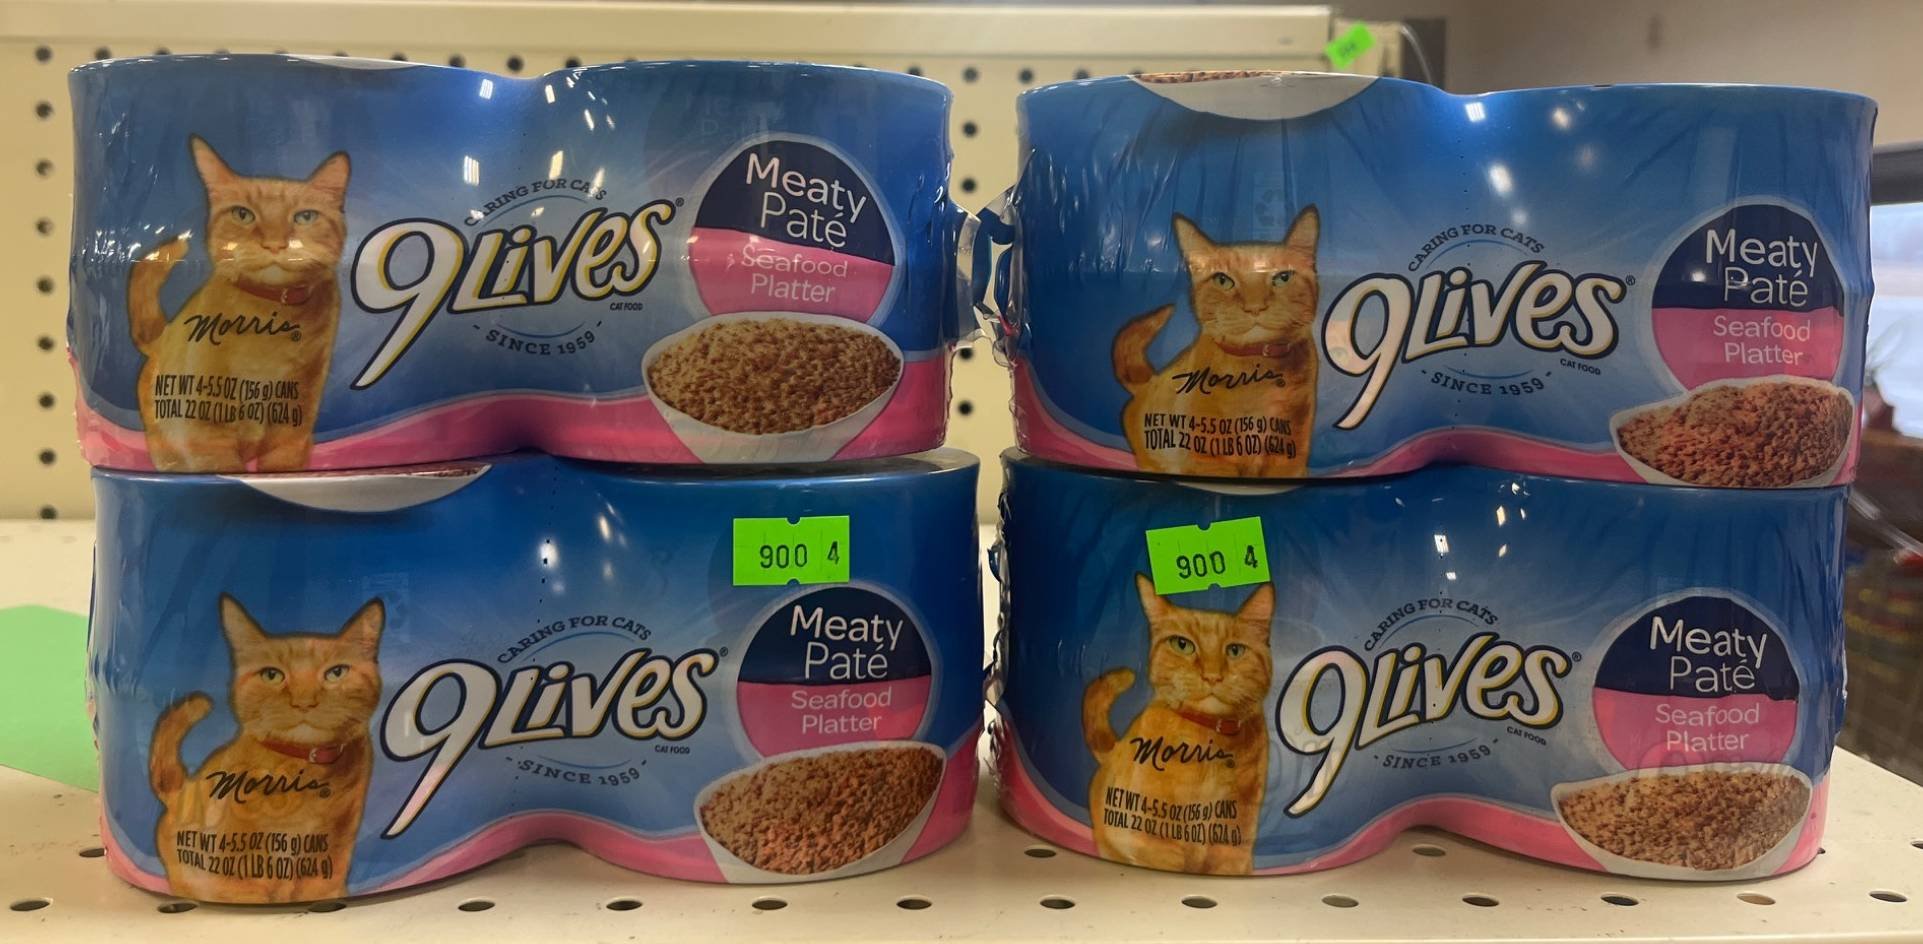 CARING FOR CATS
9Lives®
CAT FOOD
- SINCE 1959 -
Meaty
Paté
Seafood
Platter
Morris®
NET WT 4-5.5 OZ (156 g) CANS
TOTAL 22 OZ (1 LB 6 OZ) (624 g)
CARING FOR CATS
9Lives®
CAT FOOD
- SINCE 1959 -
Meaty
Paté
Seafood
Platter
Morris®
NET WT 4-5.5 OZ (156 g) CANS
TOTAL 22 OZ (1 LB 6 OZ) (624 g)
900 4
CARING FOR CATS
9Lives®
CAT FOOD
- SINCE 1959 -
Meaty
Paté
Seafood
Platter
Morris®
NET WT 4-5.5 OZ (156 g) CANS
TOTAL 22 OZ (1 LB 6 OZ) (624 g)
900 4
CARING FOR CATS
9Lives®
CAT FOOD
- SINCE 1959 -
Meaty
Paté
Seafood
Platter
Morris®
NET WT 4-5.5 OZ (156 g) CANS
TOTAL 22 OZ (1 LB 6 OZ) (624 g)